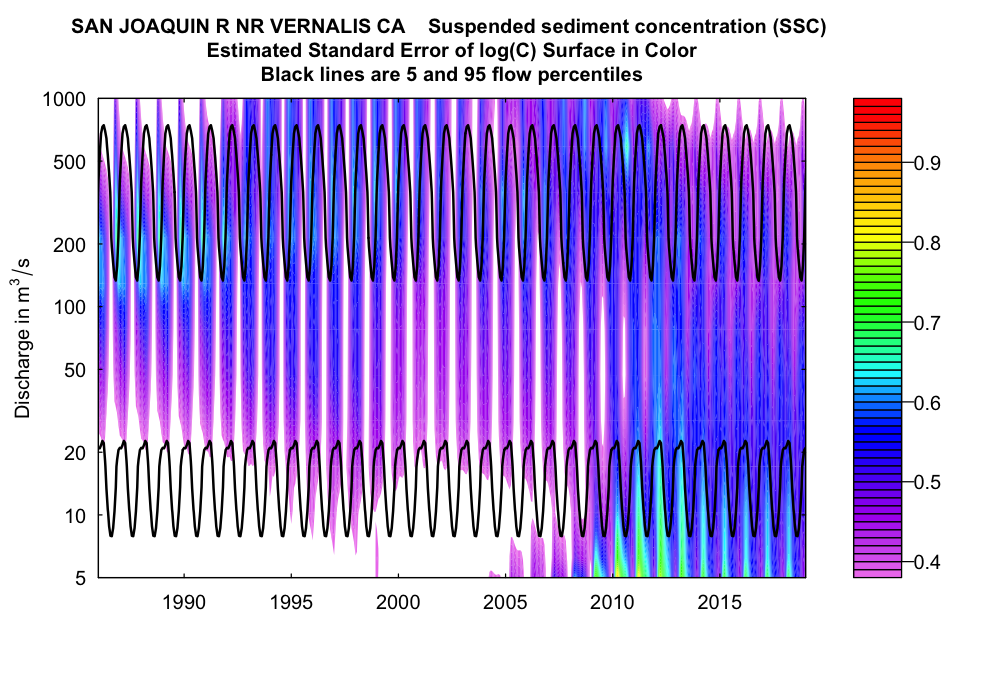 SAN JOAQUIN R NR VERNALIS CA Suspended sediment concentration (SSC)
Estimated Standard Error of log(C) Surface in Color
Black lines are 5 and 95 flow percentiles
1000
500
200
100
50
20
10
5
Discharge in m³/s
1990 1995 2000 2005 2010 2015
0.9
0.8
0.7
0.6
0.5
0.4